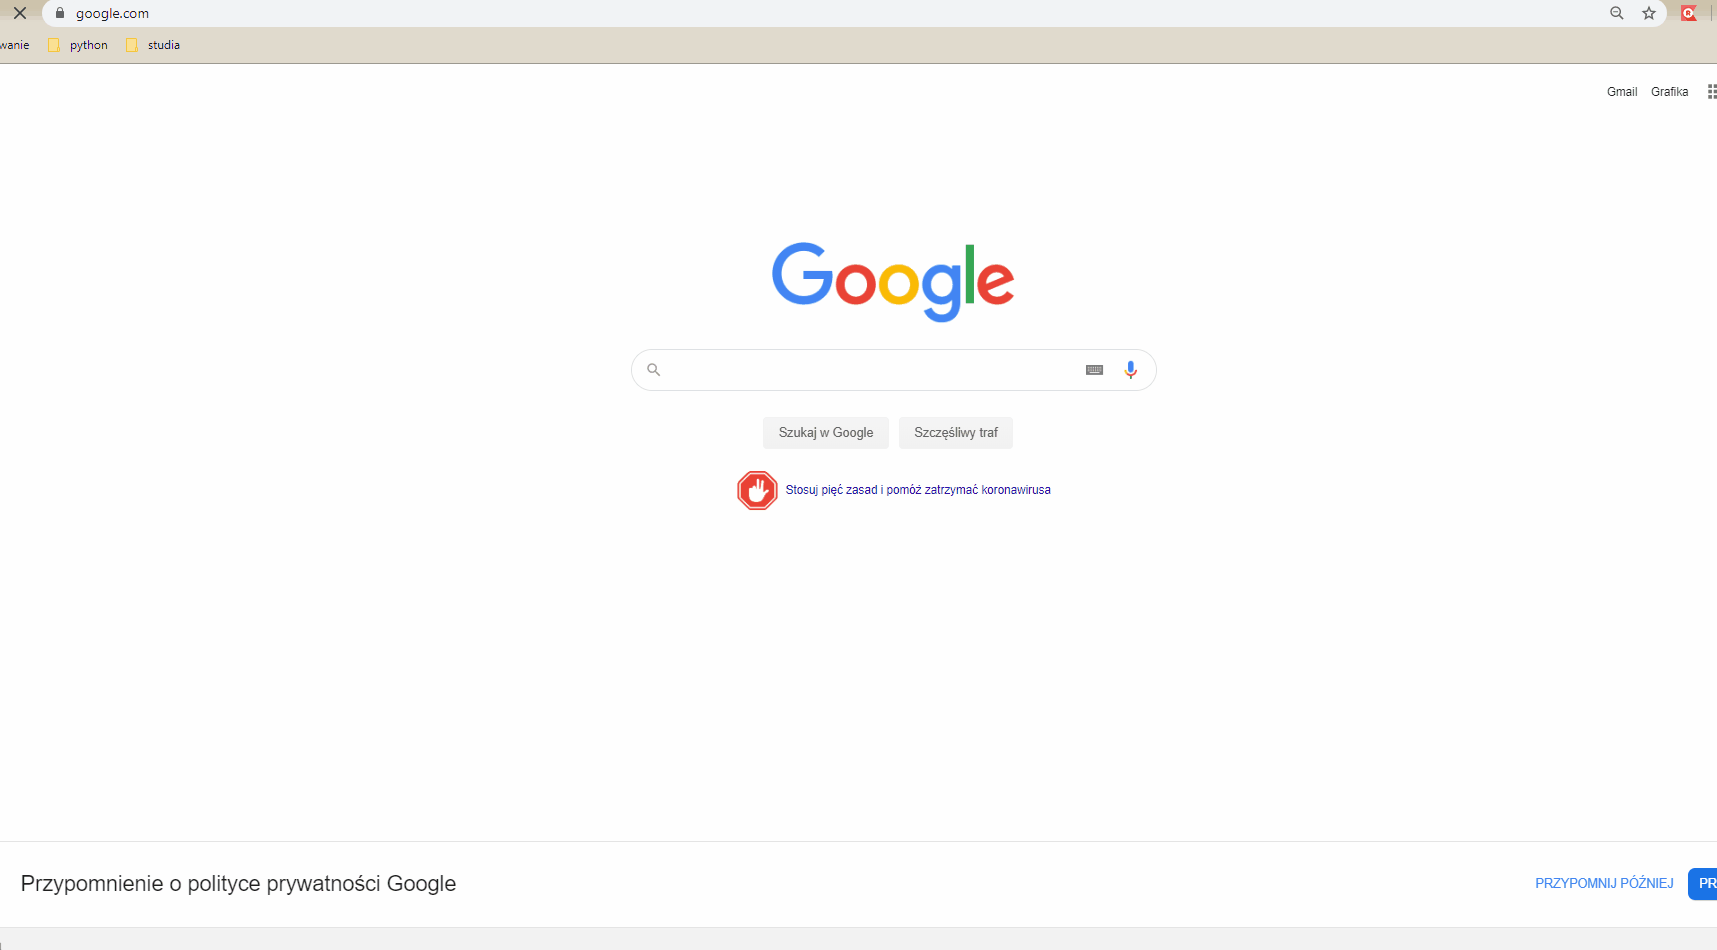 google.com
wanie python studia
Gmail Grafika
Google
Szukaj w Google Szczęśliwy traf
Stosuj pięć zasad i pomóż zatrzymać koronawirusa
Przypomnienie o polityce prywatności Google PRZYPOMNIJ PÓŹNIEJ PR